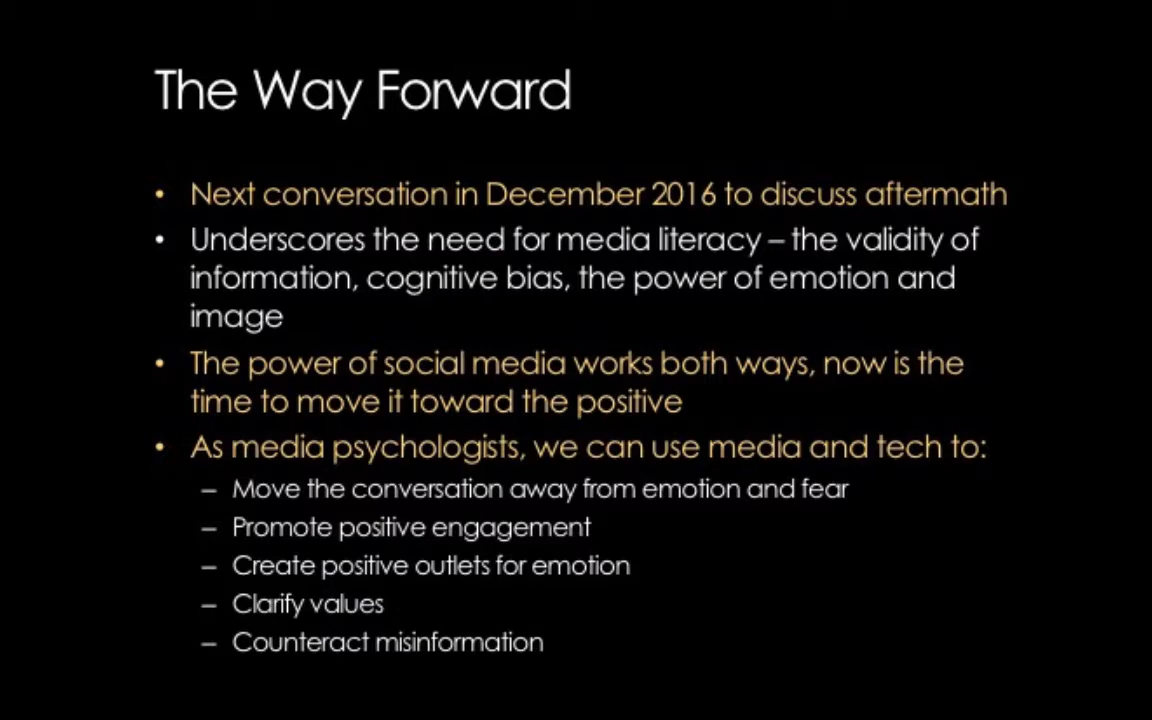 The Way Forward
• Next conversation in December 2016 to discuss aftermath
• Underscores the need for media literacy – the validity of
information, cognitive bias, the power of emotion and
image
• The power of social media works both ways, now is the
time to move it toward the positive
• As media psychologists, we can use media and tech to:
– Move the conversation away from emotion and fear
– Promote positive engagement
– Create positive outlets for emotion
– Clarify values
– Counteract misinformation